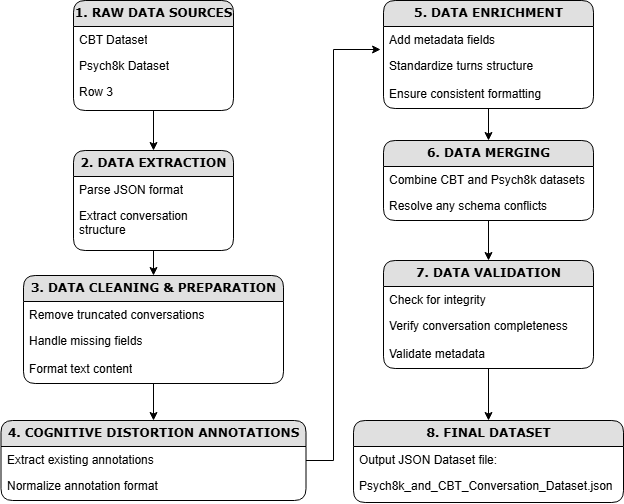 1. RAW DATA SOURCES
CBT Dataset
Psych8k Dataset
Row 3
2. DATA EXTRACTION
Parse JSON format
Extract conversation
structure
3. DATA CLEANING & PREPARATION
Remove truncated conversations
Handle missing fields
Format text content
4. COGNITIVE DISTORTION ANNOTATIONS
Extract existing annotations
Normalize annotation format
5. DATA ENRICHMENT
Add metadata fields
Standardize turns structure
Ensure consistent formatting
6. DATA MERGING
Combine CBT and Psych8k datasets
Resolve any schema conflicts
7. DATA VALIDATION
Check for integrity
Verify conversation completeness
Validate metadata
8. FINAL DATASET
Output JSON Dataset file:
Psych8k_and_CBT_Conversation_Dataset.json